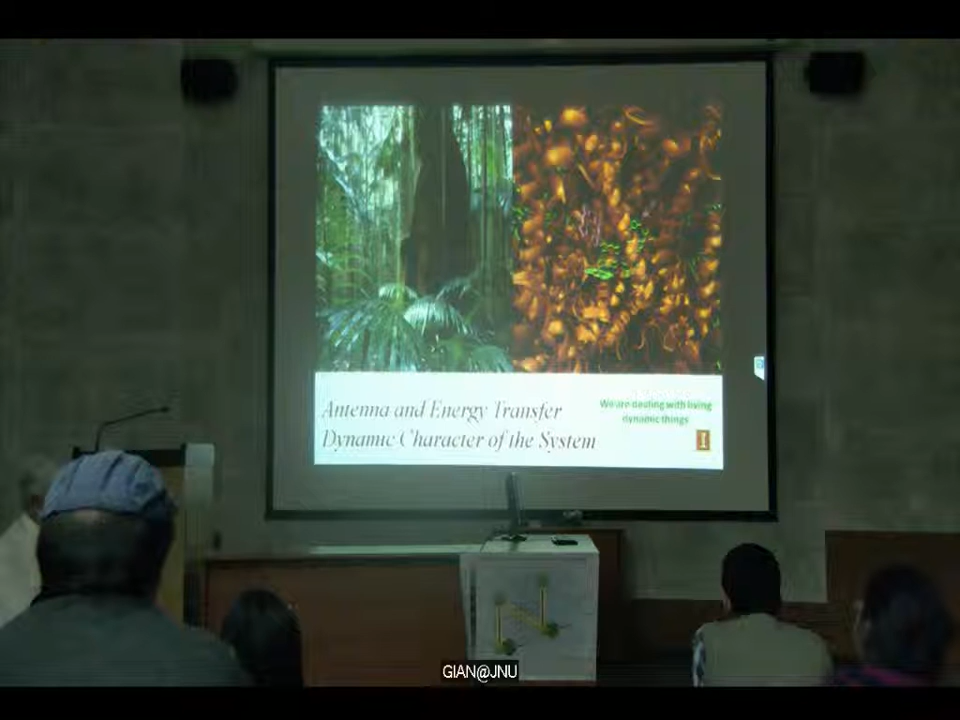 Antenna and Energy Transfer
Dynamic Character of the System
We are dealing with living
dynamic things
I
GIAN@JNU